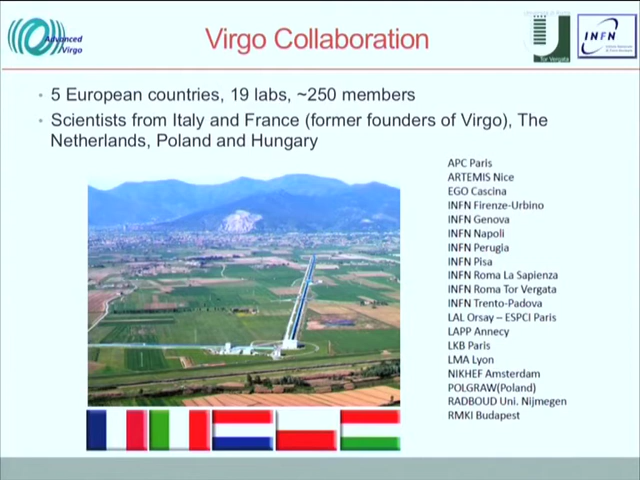 Advanced
Virgo
Virgo Collaboration
Tor Vergata
INFN
• 5 European countries, 19 labs, ~250 members
• Scientists from Italy and France (former founders of Virgo), The
Netherlands, Poland and Hungary
APC Paris
ARTEMIS Nice
EGO Cascina
INFN Firenze-Urbino
INFN Genova
INFN Napoli
INFN Perugia
INFN Pisa
INFN Roma La Sapienza
INFN Roma Tor Vergata
INFN Trento-Padova
LAL Orsay – ESPCI Paris
LAPP Annecy
LKB Paris
LMA Lyon
NIKHEF Amsterdam
POLGRAW(Poland)
RADBOUD Uni. Nijmegen
RMKI Budapest